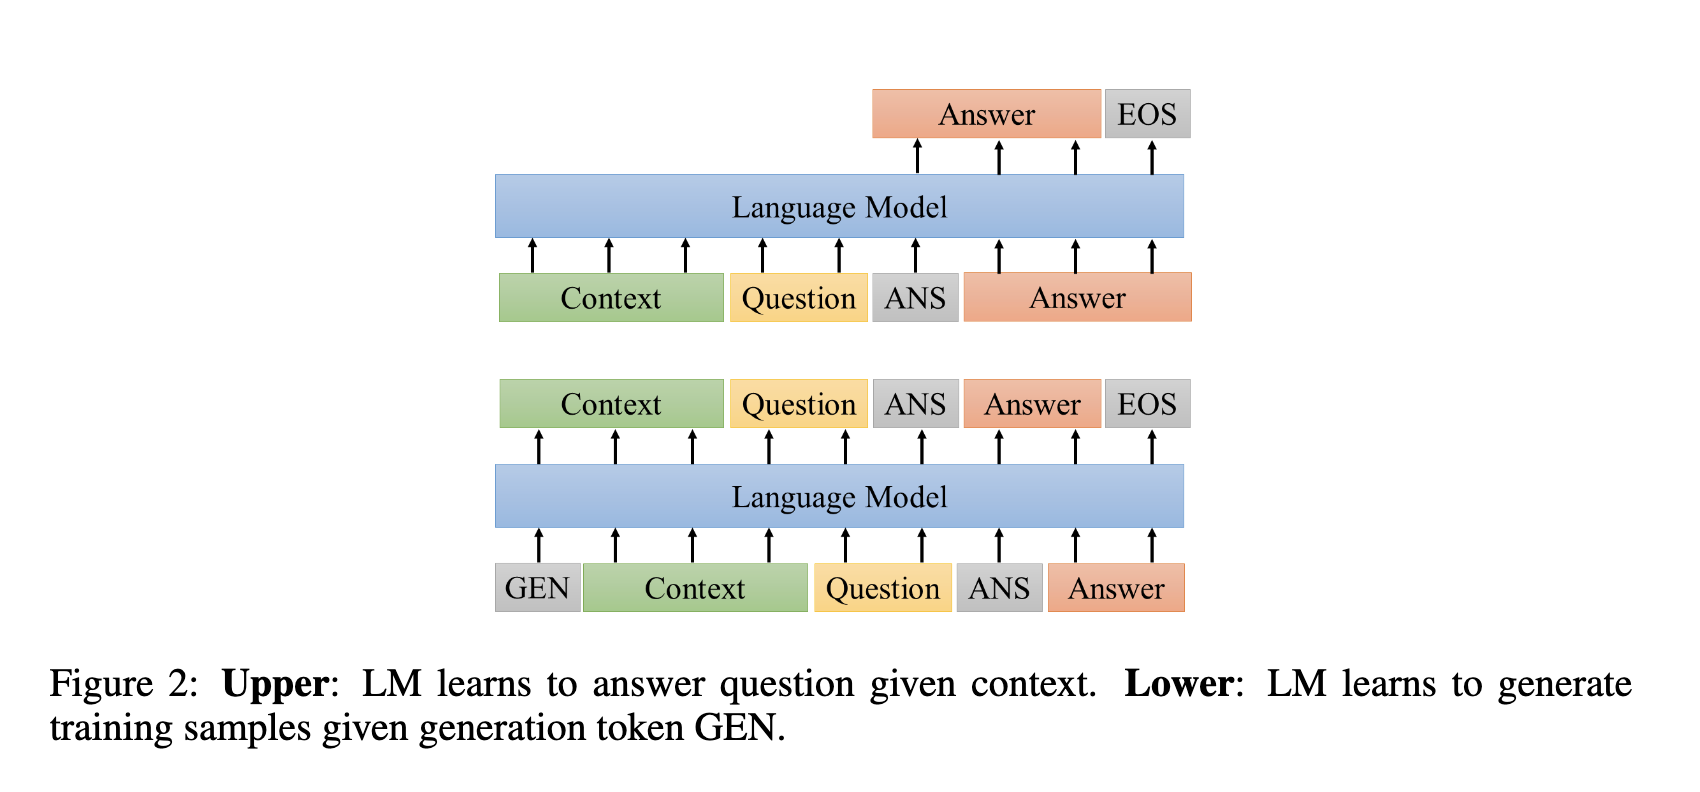 Answer EOS
Language Model
Context Question ANS Answer
Context Question ANS Answer EOS
Language Model
GEN Context Question ANS Answer
Figure 2: Upper: LM learns to answer question given context. Lower: LM learns to generate
training samples given generation token GEN.